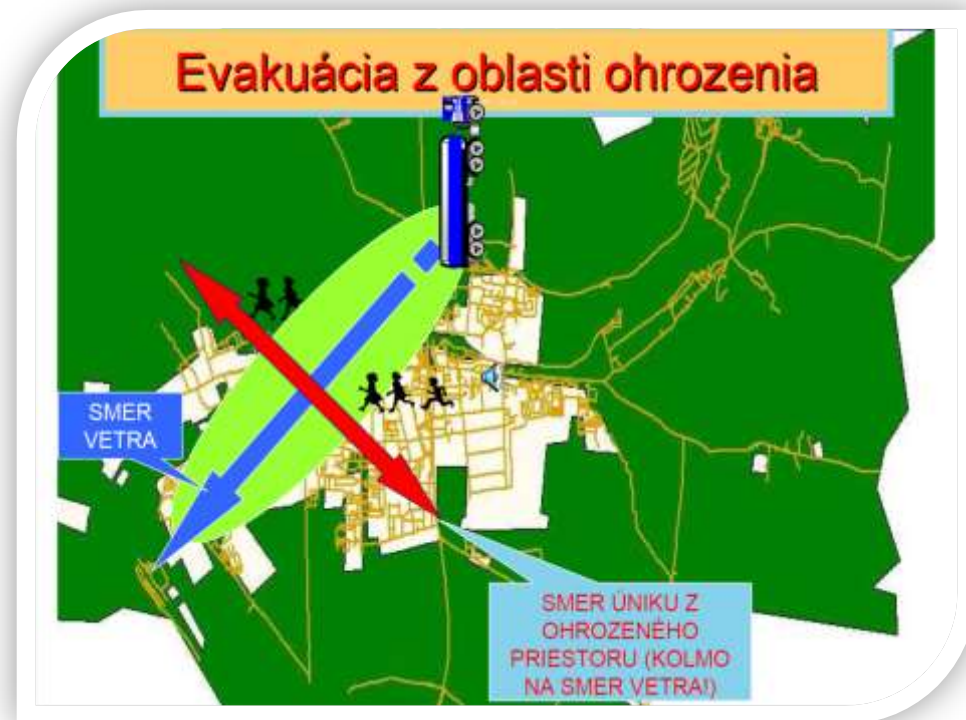 Evakuácia z oblasti ohrozenia
SMER
VETRA
SMER ÚNIKU Z
OHROZENÉHO
PRIESTORU (KOLMO
NA SMER VETRA!)